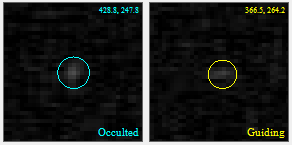 428.8, 247.8
366.5, 264.2
Occulted
Guiding